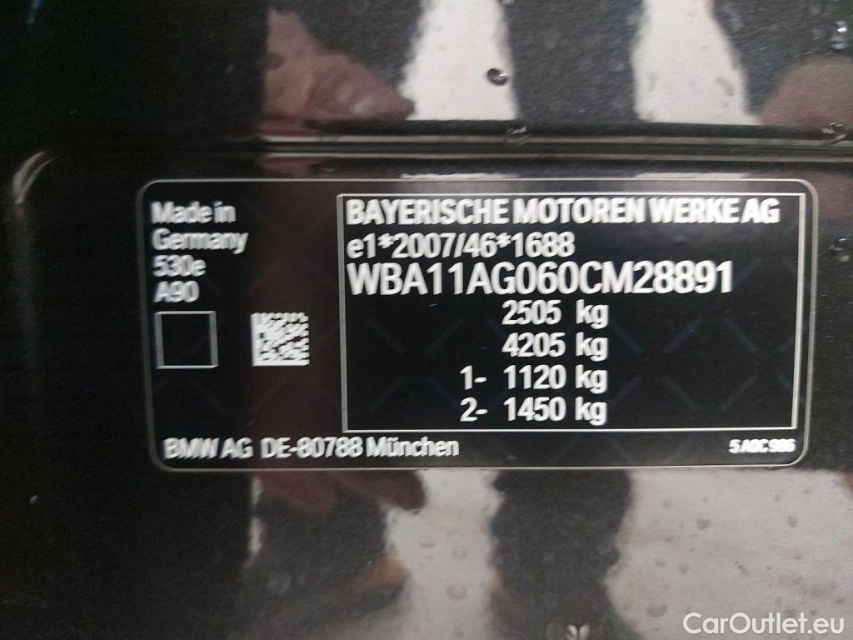 Made in
Germany
530e
A90
BAYERISCHE MOTOREN WERKE AG
e1*2007/46*1688
WBA11AG060CM28891
2505 kg
4205 kg
1- 1120 kg
2- 1450 kg
BMW AG DE-80788 München
5A0C986
CarOutlet.eu